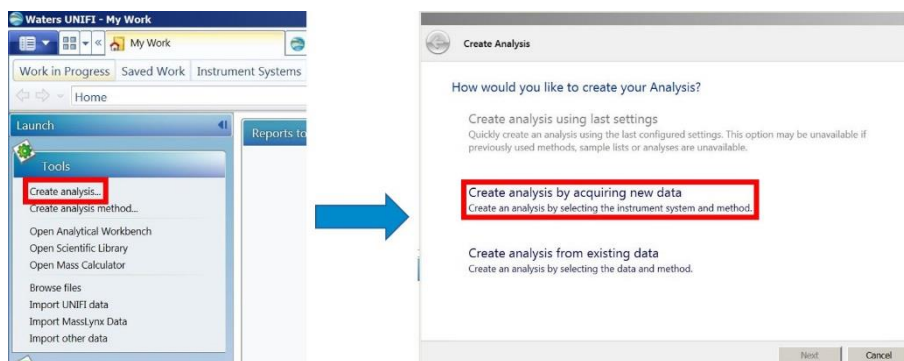 Waters UNIFI - My Work
My Work
Work in Progress Saved Work Instrument Systems
Home
Launch
Reports to
Tools
Create analysis...
Create analysis method...
Open Analytical Workbench
Open Scientific Library
Open Mass Calculator
Browse files
Import UNIFI data
Import MassLynx Data
Import other data
Create Analysis
How would you like to create your Analysis?
Create analysis using last settings
Quickly create an analysis using the last configured settings. This option may be unavailable if
previously used methods, sample lists or analyses are unavailable.
Create analysis by acquiring new data
Create an analysis by selecting the instrument system and method.
Create analysis from existing data
Create an analysis by selecting the data and method.
Next Cancel